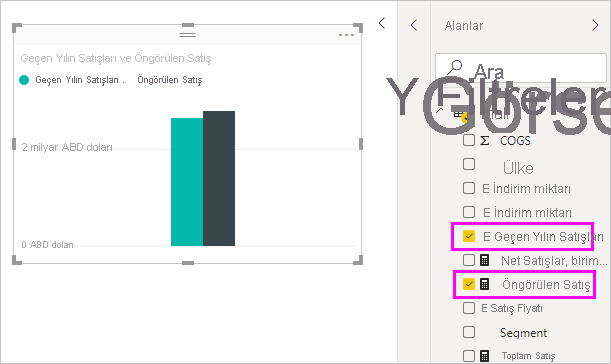 Geçen Yılın Satışları ve Öngörülen Satış
Geçen Yılın Satışları . Öngörülen Satış
2 milyar ABD doları
0 ABD doları
Alanlar
Ara
Y Filtreler
Görse
COGS
Ülke
E İndirim miktarı
E İndirim miktarı
E Geçen Yılın Satışları
Net Satışlar, birim...
Öngörülen Satış
E Satış Fiyatı
Segment
Toplam Satış